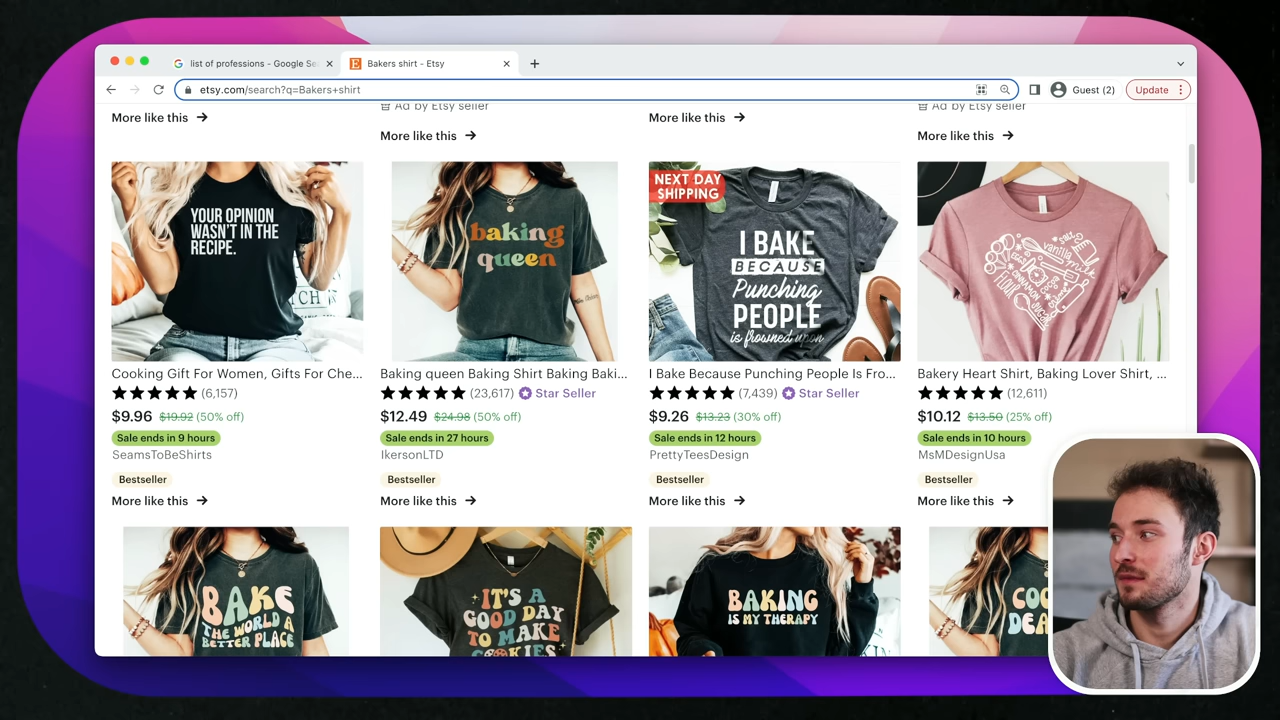 list of professions - Google Se
Bakers shirt - Etsy
etsy.com/search?q=Bakers+shirt
Guest (2)
Update
Ad by Etsy seller
Ad by Etsy seller
More like this
More like this
More like this
More like this
YOUR OPINION
WASN'T IN THE
RECIPE.
baking
queen
NEXT DAY
SHIPPING
I BAKE
BECAUSE
Punching
PEOPLE
is frowned upon
vanilla
milk
FLOUR
CINNAMON
Cooking Gift For Women, Gifts For Che...
Baking queen Baking Shirt Baking Baki...
I Bake Because Punching People Is Fro...
Bakery Heart Shirt, Baking Lover Shirt, ...
(6,157)
(23,617) Star Seller
(7,439) Star Seller
(12,611)
$9.96 $19.92 (50% off)
$12.49 $24.98 (50% off)
$9.26 $13.23 (30% off)
$10.12 $13.50 (25% off)
Sale ends in 9 hours
Sale ends in 27 hours
Sale ends in 12 hours
Sale ends in 10 hours
SeamsToBeShirts
IkersonLTD
PrettyTeesDesign
MsMDesignUsa
Bestseller
Bestseller
Bestseller
Bestseller
More like this
More like this
More like this
More like this
BAKE
THE WORLD A
BETTER PLACE
IT'S A
GOOD DAY
TO MAKE
COOKIES
BAKING
IS MY THERAPY